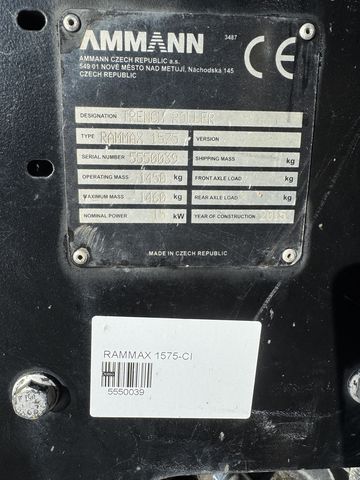 AMMANN
3487
CE
AMMANN CZECH REPUBLIC a.s.
549 01 NOVÉ MĚSTO NAD METUJÍ, Náchodská 145
CZECH REPUBLIC
DESIGNATION TRENCH ROLLER
TYPE RAMMAX 1575 VERSION
SERIAL NUMBER 5550039 SHIPPING MASS kg
OPERATING MASS 1450 kg FRONT AXLE LOAD kg
MAXIMUM MASS 1460 kg REAR AXLE LOAD kg
NOMINAL POWER kW YEAR OF CONSTRUCTION 2015
MADE IN CZECH REPUBLIC
RAMMAX 1575-CI
5550039